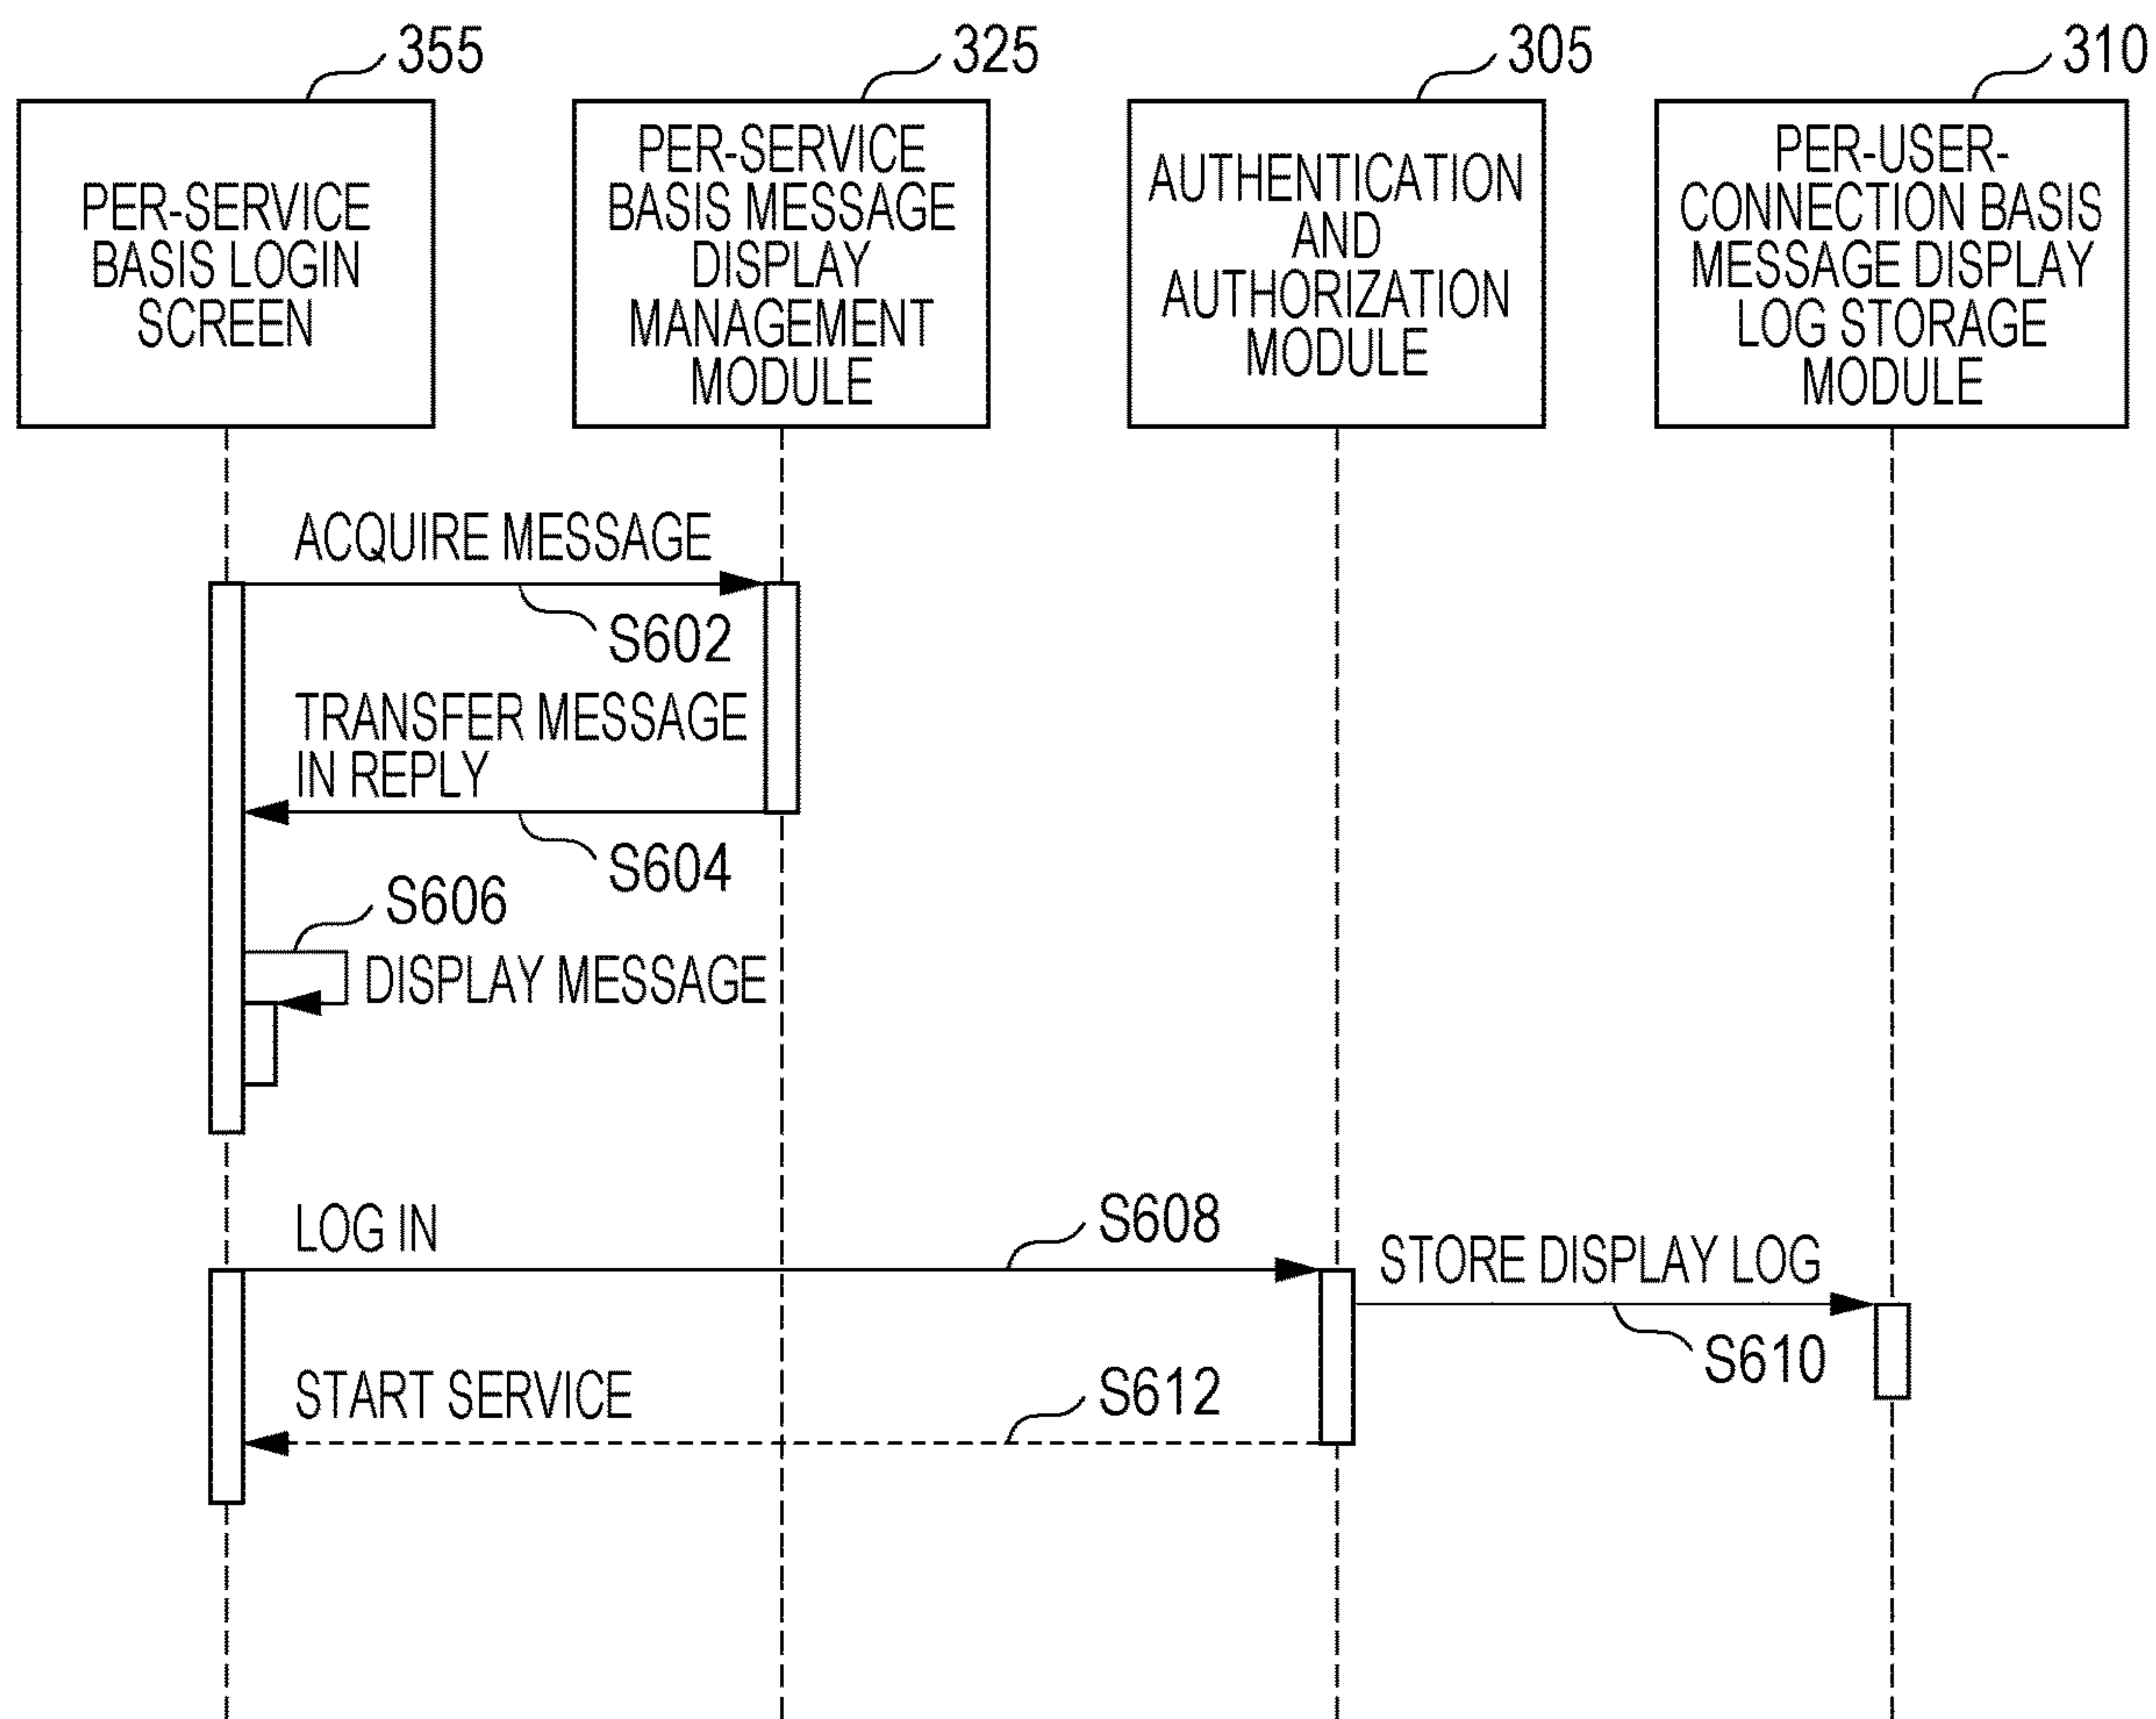 355
325
305
310
PER-SERVICE
BASIS LOGIN
SCREEN
PER-SERVICE
BASIS MESSAGE
DISPLAY
MANAGEMENT
MODULE
AUTHENTICATION
AND
AUTHORIZATION
MODULE
PER-USER-
CONNECTION BASIS
MESSAGE DISPLAY
LOG STORAGE
MODULE
ACQUIRE MESSAGE
S602
TRANSFER MESSAGE
IN REPLY
S604
S606
DISPLAY MESSAGE
LOG IN
S608
STORE DISPLAY LOG
S610
START SERVICE
S612